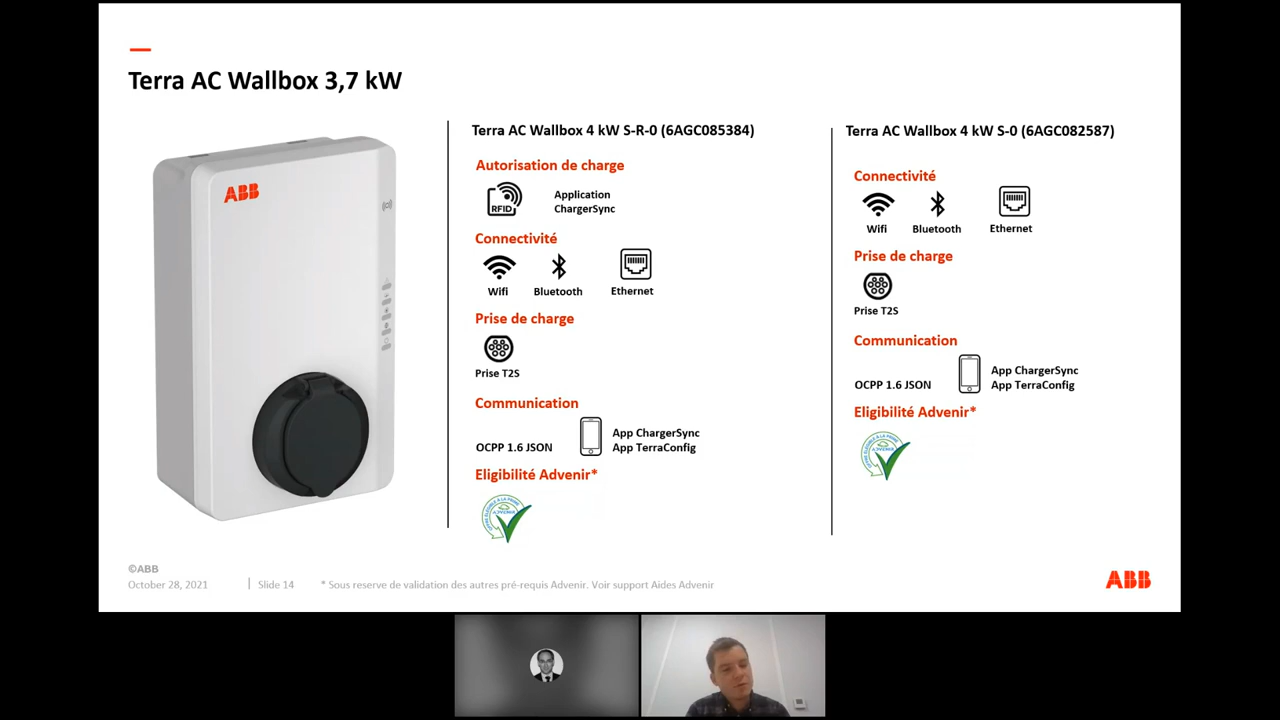 Terra AC Wallbox 3,7 kW
ABB
Terra AC Wallbox 4 kW S-R-0 (6AGC085384)
Autorisation de charge
RFID
Application
ChargerSync
Connectivité
Wifi
Bluetooth
Ethernet
Prise de charge
Prise T2S
Communication
OCPP 1.6 JSON
App ChargerSync
App TerraConfig
Eligibilité Advenir*
Terra AC Wallbox 4 kW S-0 (6AGC082587)
Connectivité
Wifi
Bluetooth
Ethernet
Prise de charge
Prise T2S
Communication
OCPP 1.6 JSON
App ChargerSync
App TerraConfig
Eligibilité Advenir*
©ABB
October 28, 2021
Slide 14
* Sous reserve de validation des autres pré-requis Advenir. Voir support Aides Advenir
ABB